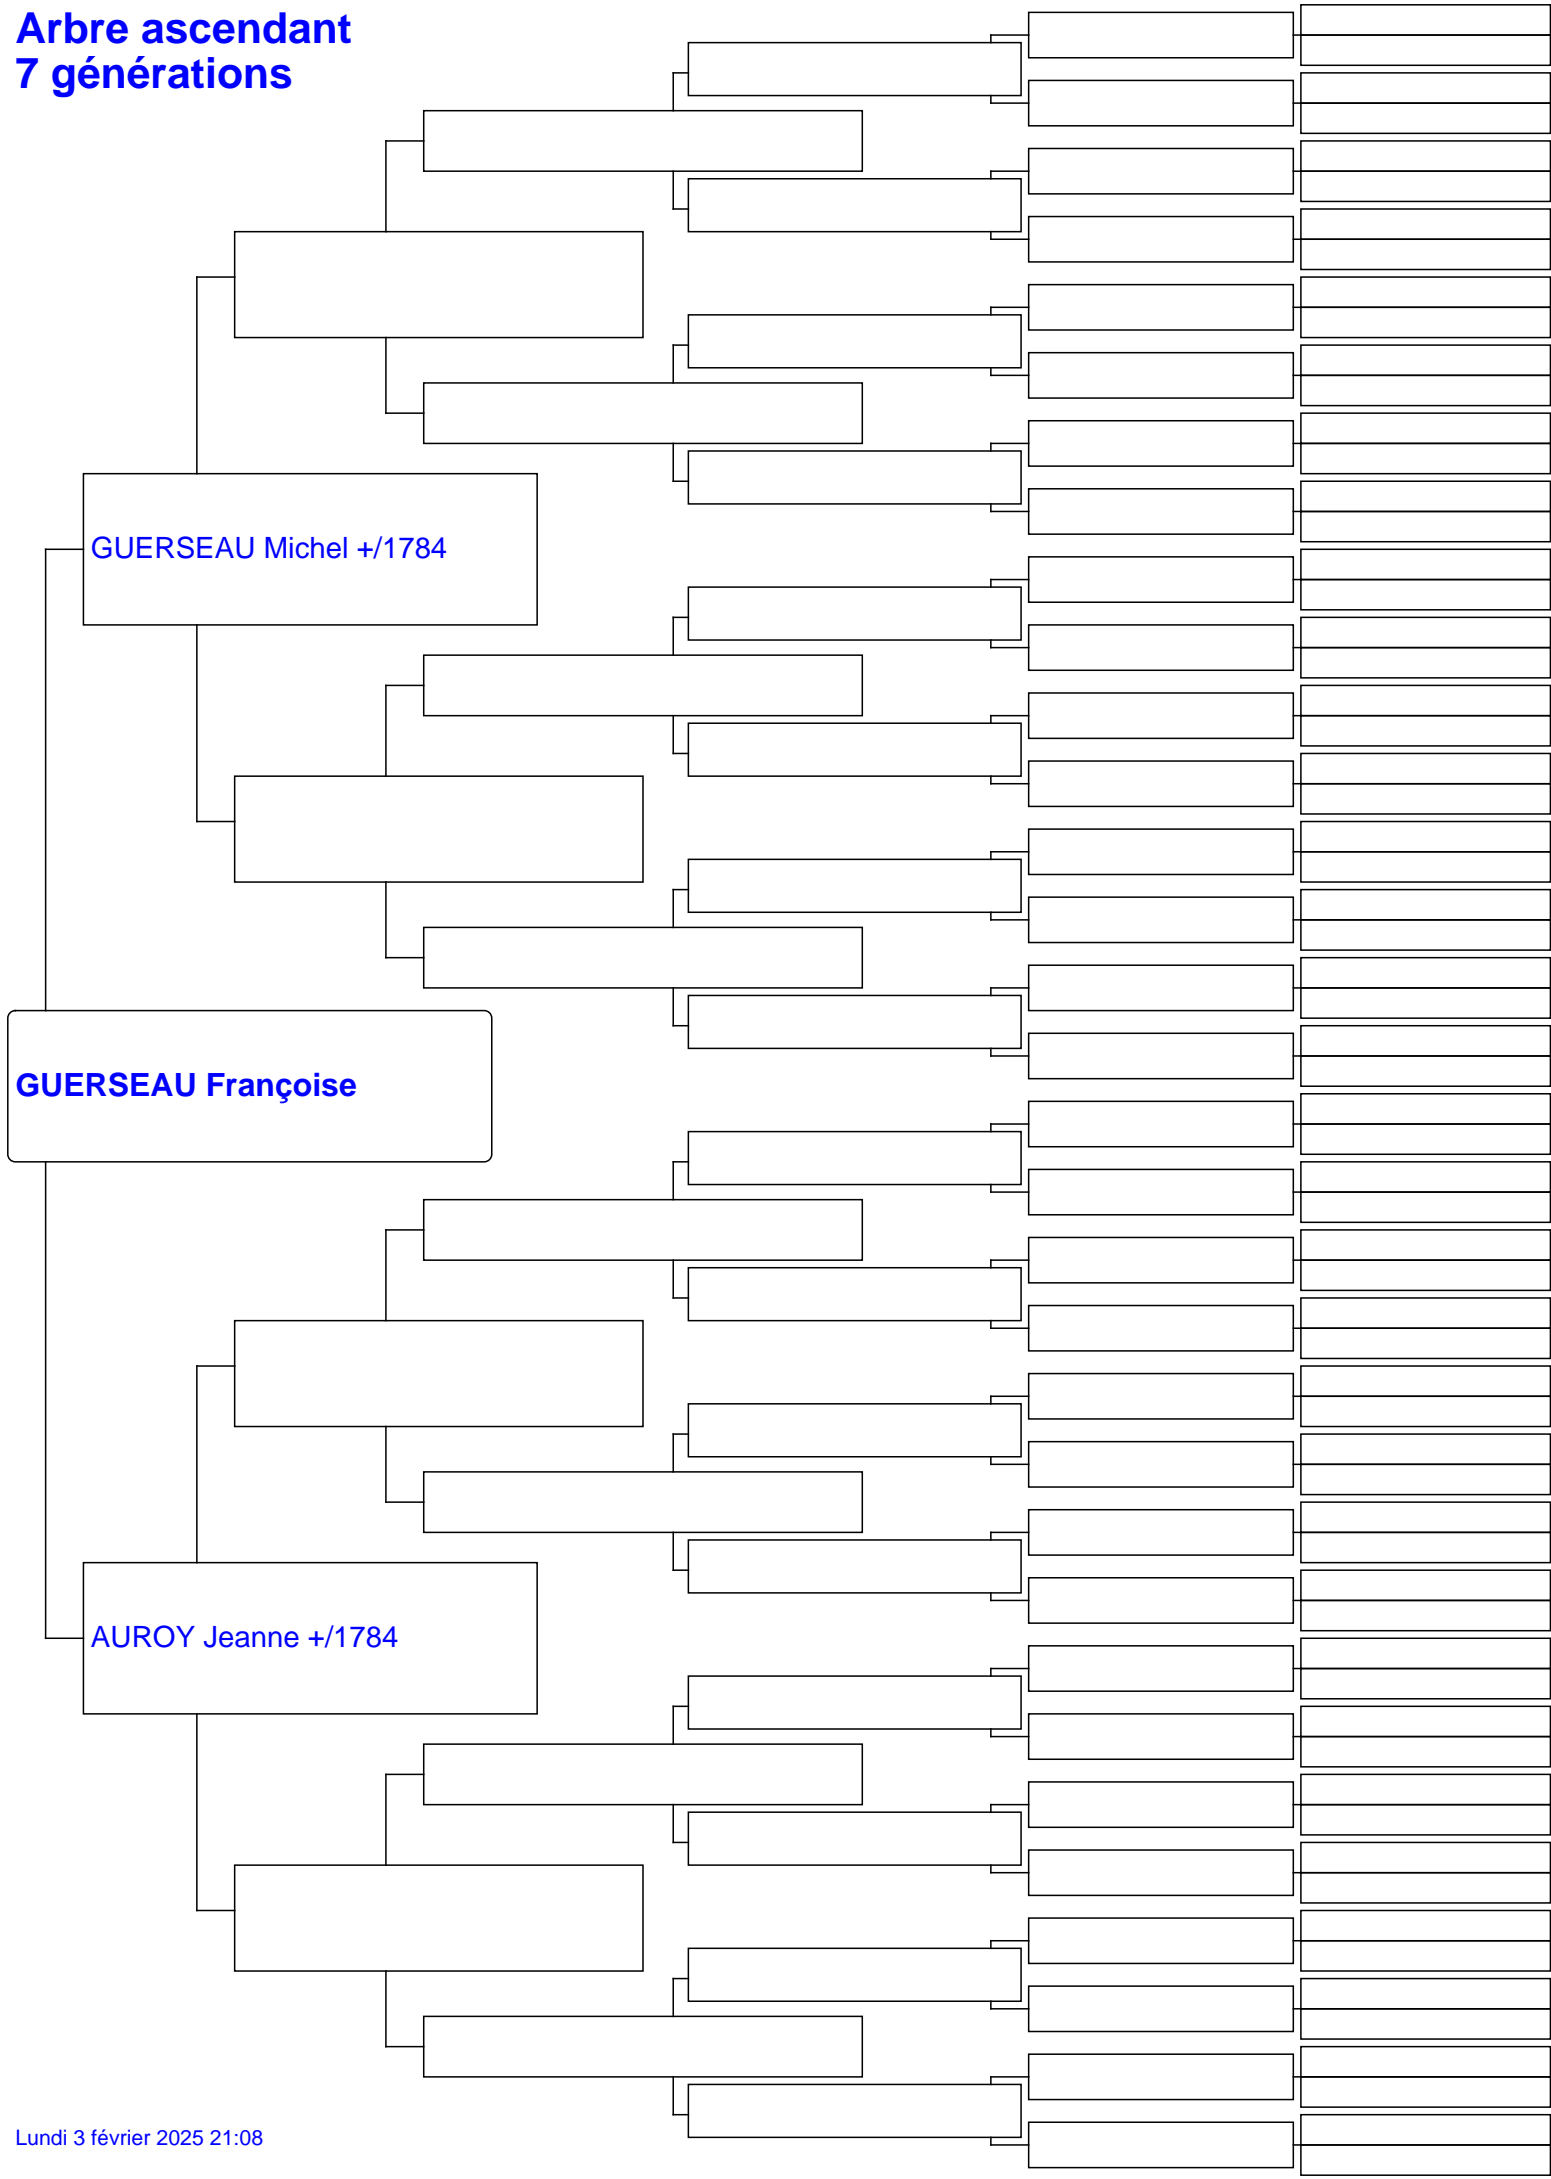 Arbre ascendant
7 générations
GUERSEAU Michel +/1784
GUERSEAU Françoise
AUROY Jeanne +/1784
Lundi 3 février 2025 21:08